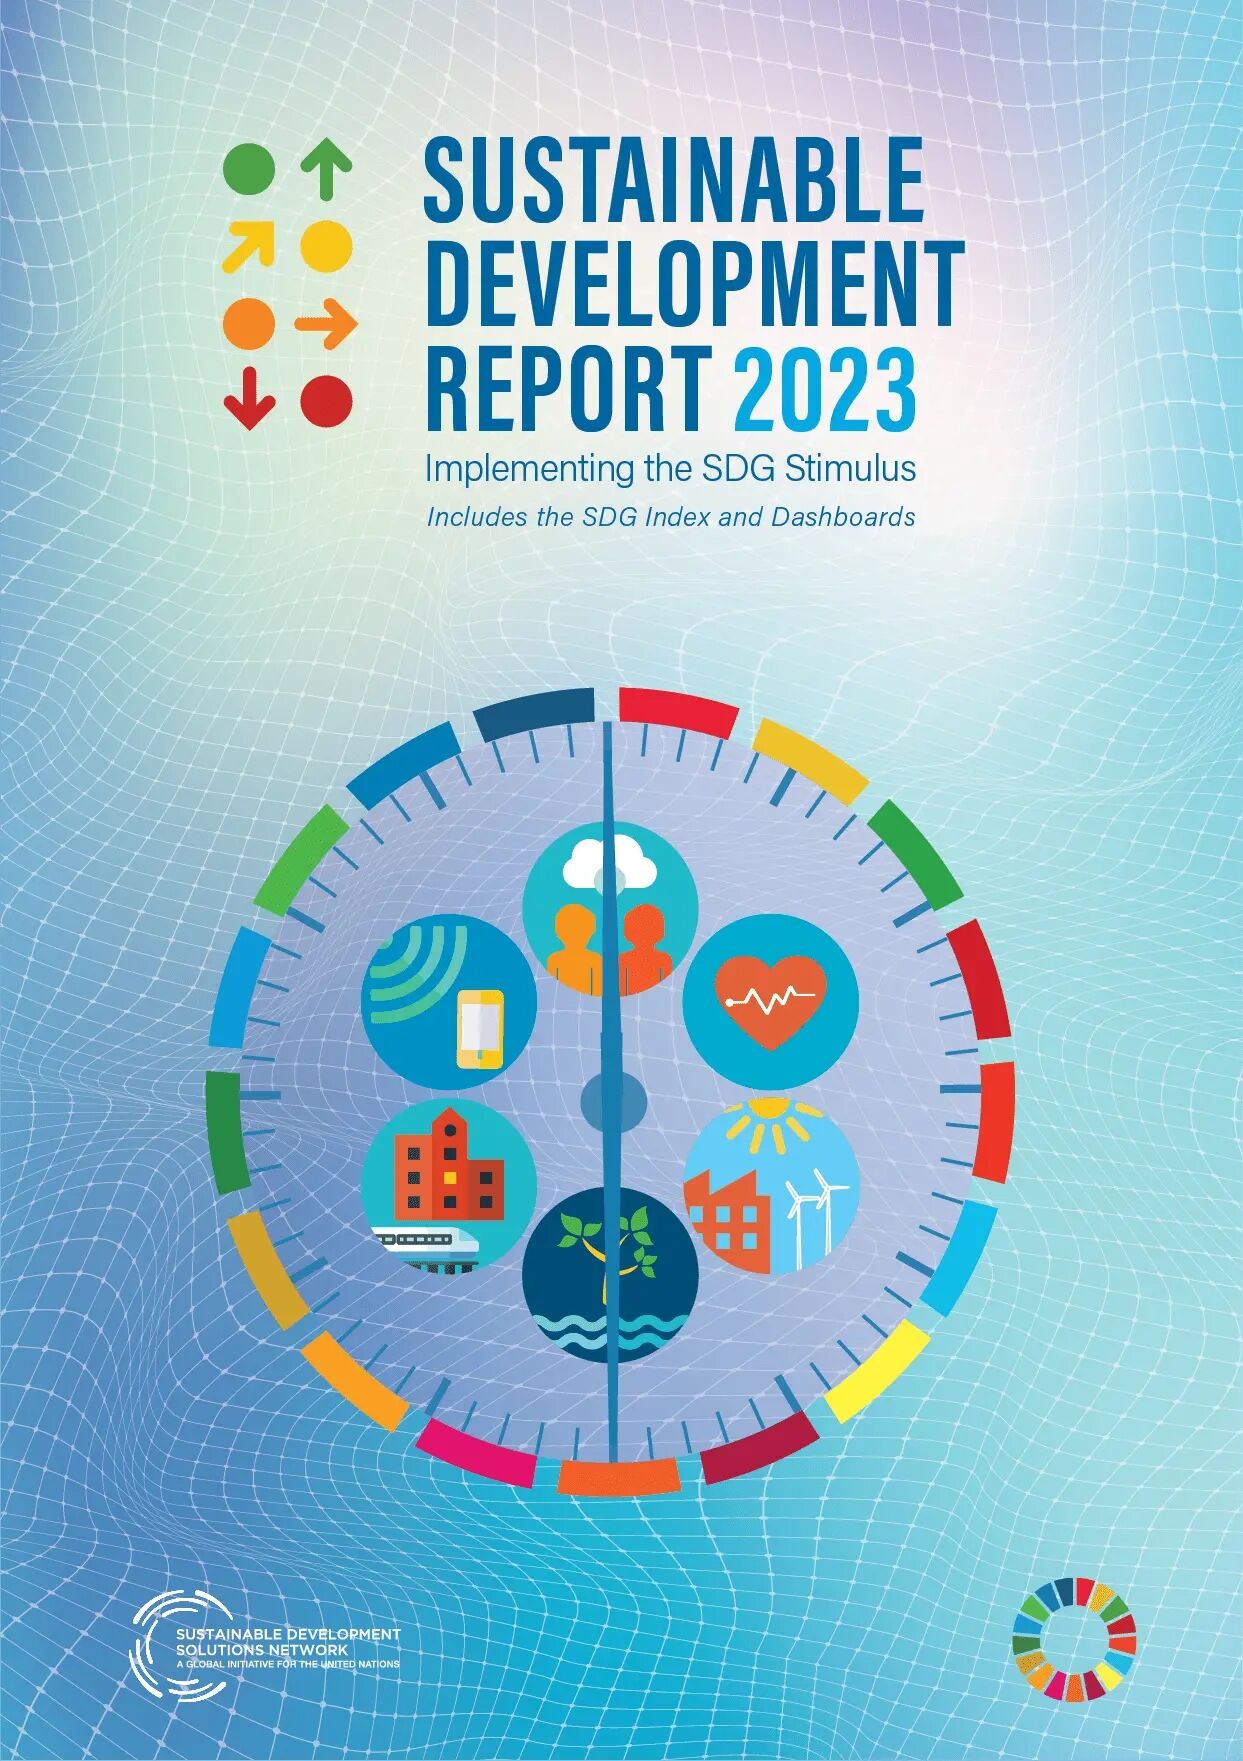 SUSTAINABLE
DEVELOPMENT
REPORT 2023
Implementing the SDG Stimulus
Includes the SDG Index and Dashboards
SUSTAINABLE DEVELOPMENT
SOLUTIONS NETWORK
A GLOBAL INITIATIVE FOR THE UNITED NATIONS